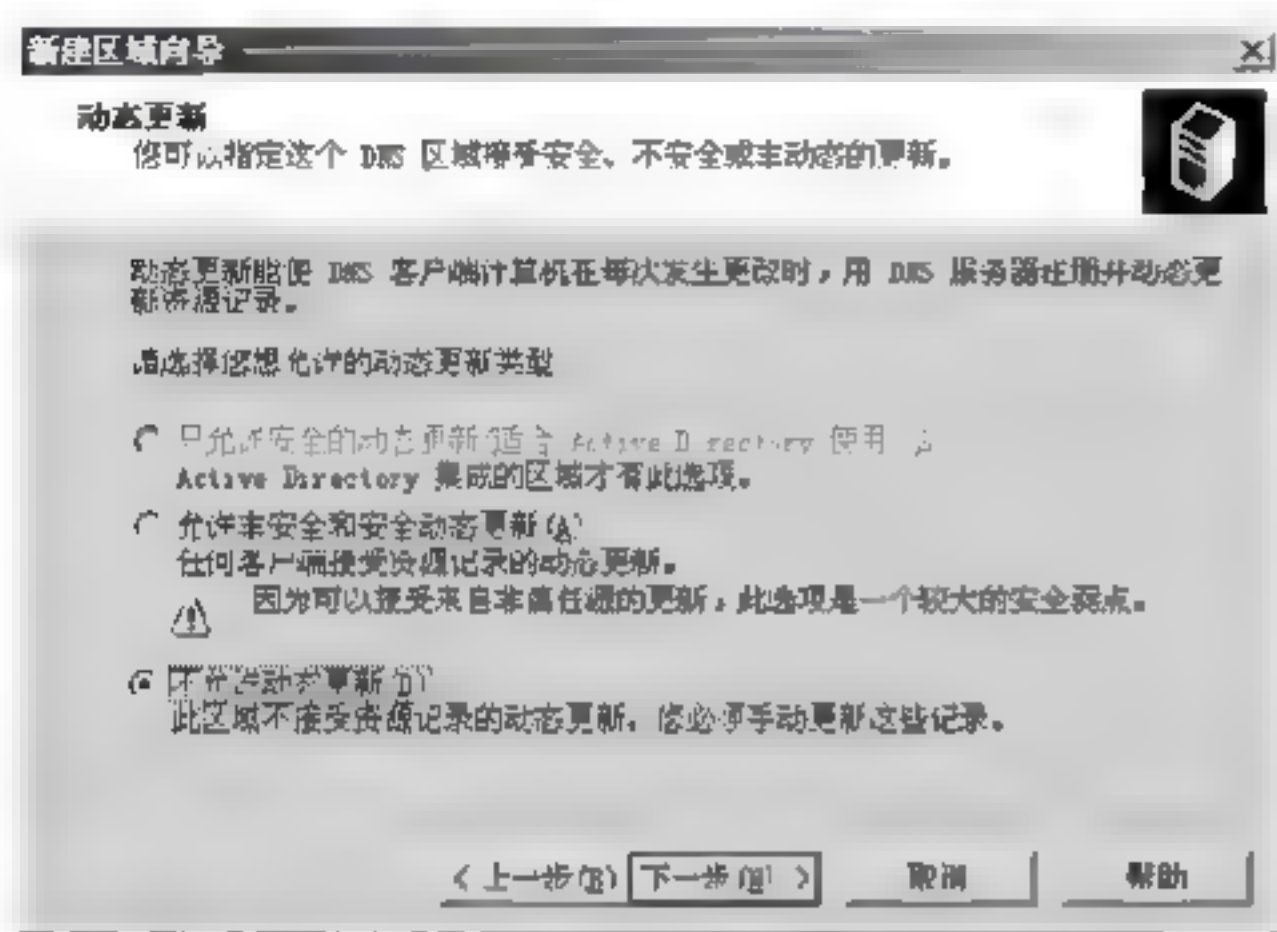 新建区域向导
动态更新
您可以指定这个 DNS 区域接受安全、不安全或非动态的更新。
动态更新能使 DNS 客户端计算机在每次发生更改时，用 DNS 服务器注册并动态更
新资源记录。
请选择您想允许的动态更新类型
只允许安全的动态更新(适合 Active Directory 使用
Active Directory 集成的区域才有此选项。
允许非安全和安全动态更新(A)
任何客户端接受资源记录的动态更新。
因为可以接受来自非信任源的更新，此选项是一个较大的安全弱点。
不允许动态更新(D)
此区域不接受资源记录的动态更新。您必须手动更新这些记录。
< 上一步(B) 下一步(N) > 取消 帮助